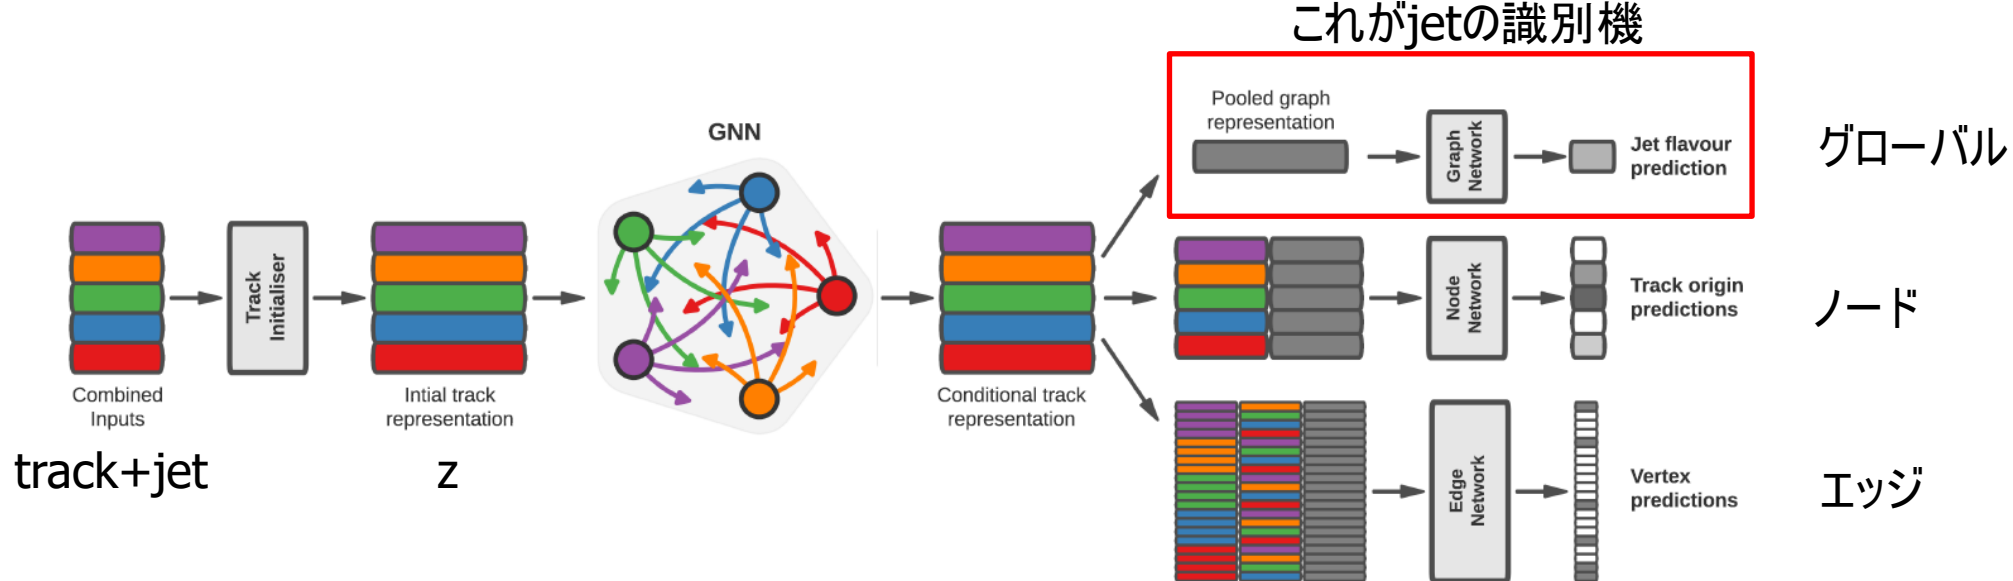 これがjetの識別機
Pooled graph
representation
Graph
Network
Jet flavour
prediction
グローバル
GNN
Track
Initialiser
Combined
Inputs
Intial track
representation
Conditional track
representation
Node
Network
Track origin
predictions
ノード
track+jet
z
Edge
Network
Vertex
predictions
エッジ